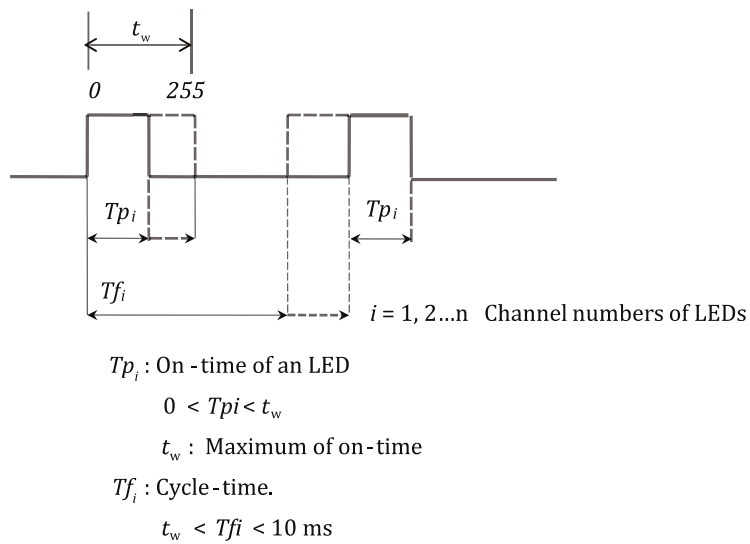 t_w
0 255
Tp_i Tp_i
Tf_i
i = 1, 2...n Channel numbers of LEDs
Tp_i : On - time of an LED
0 < Tpi < t_w
t_w : Maximum of on - time
Tf_i : Cycle - time.
t_w < Tfi < 10 ms